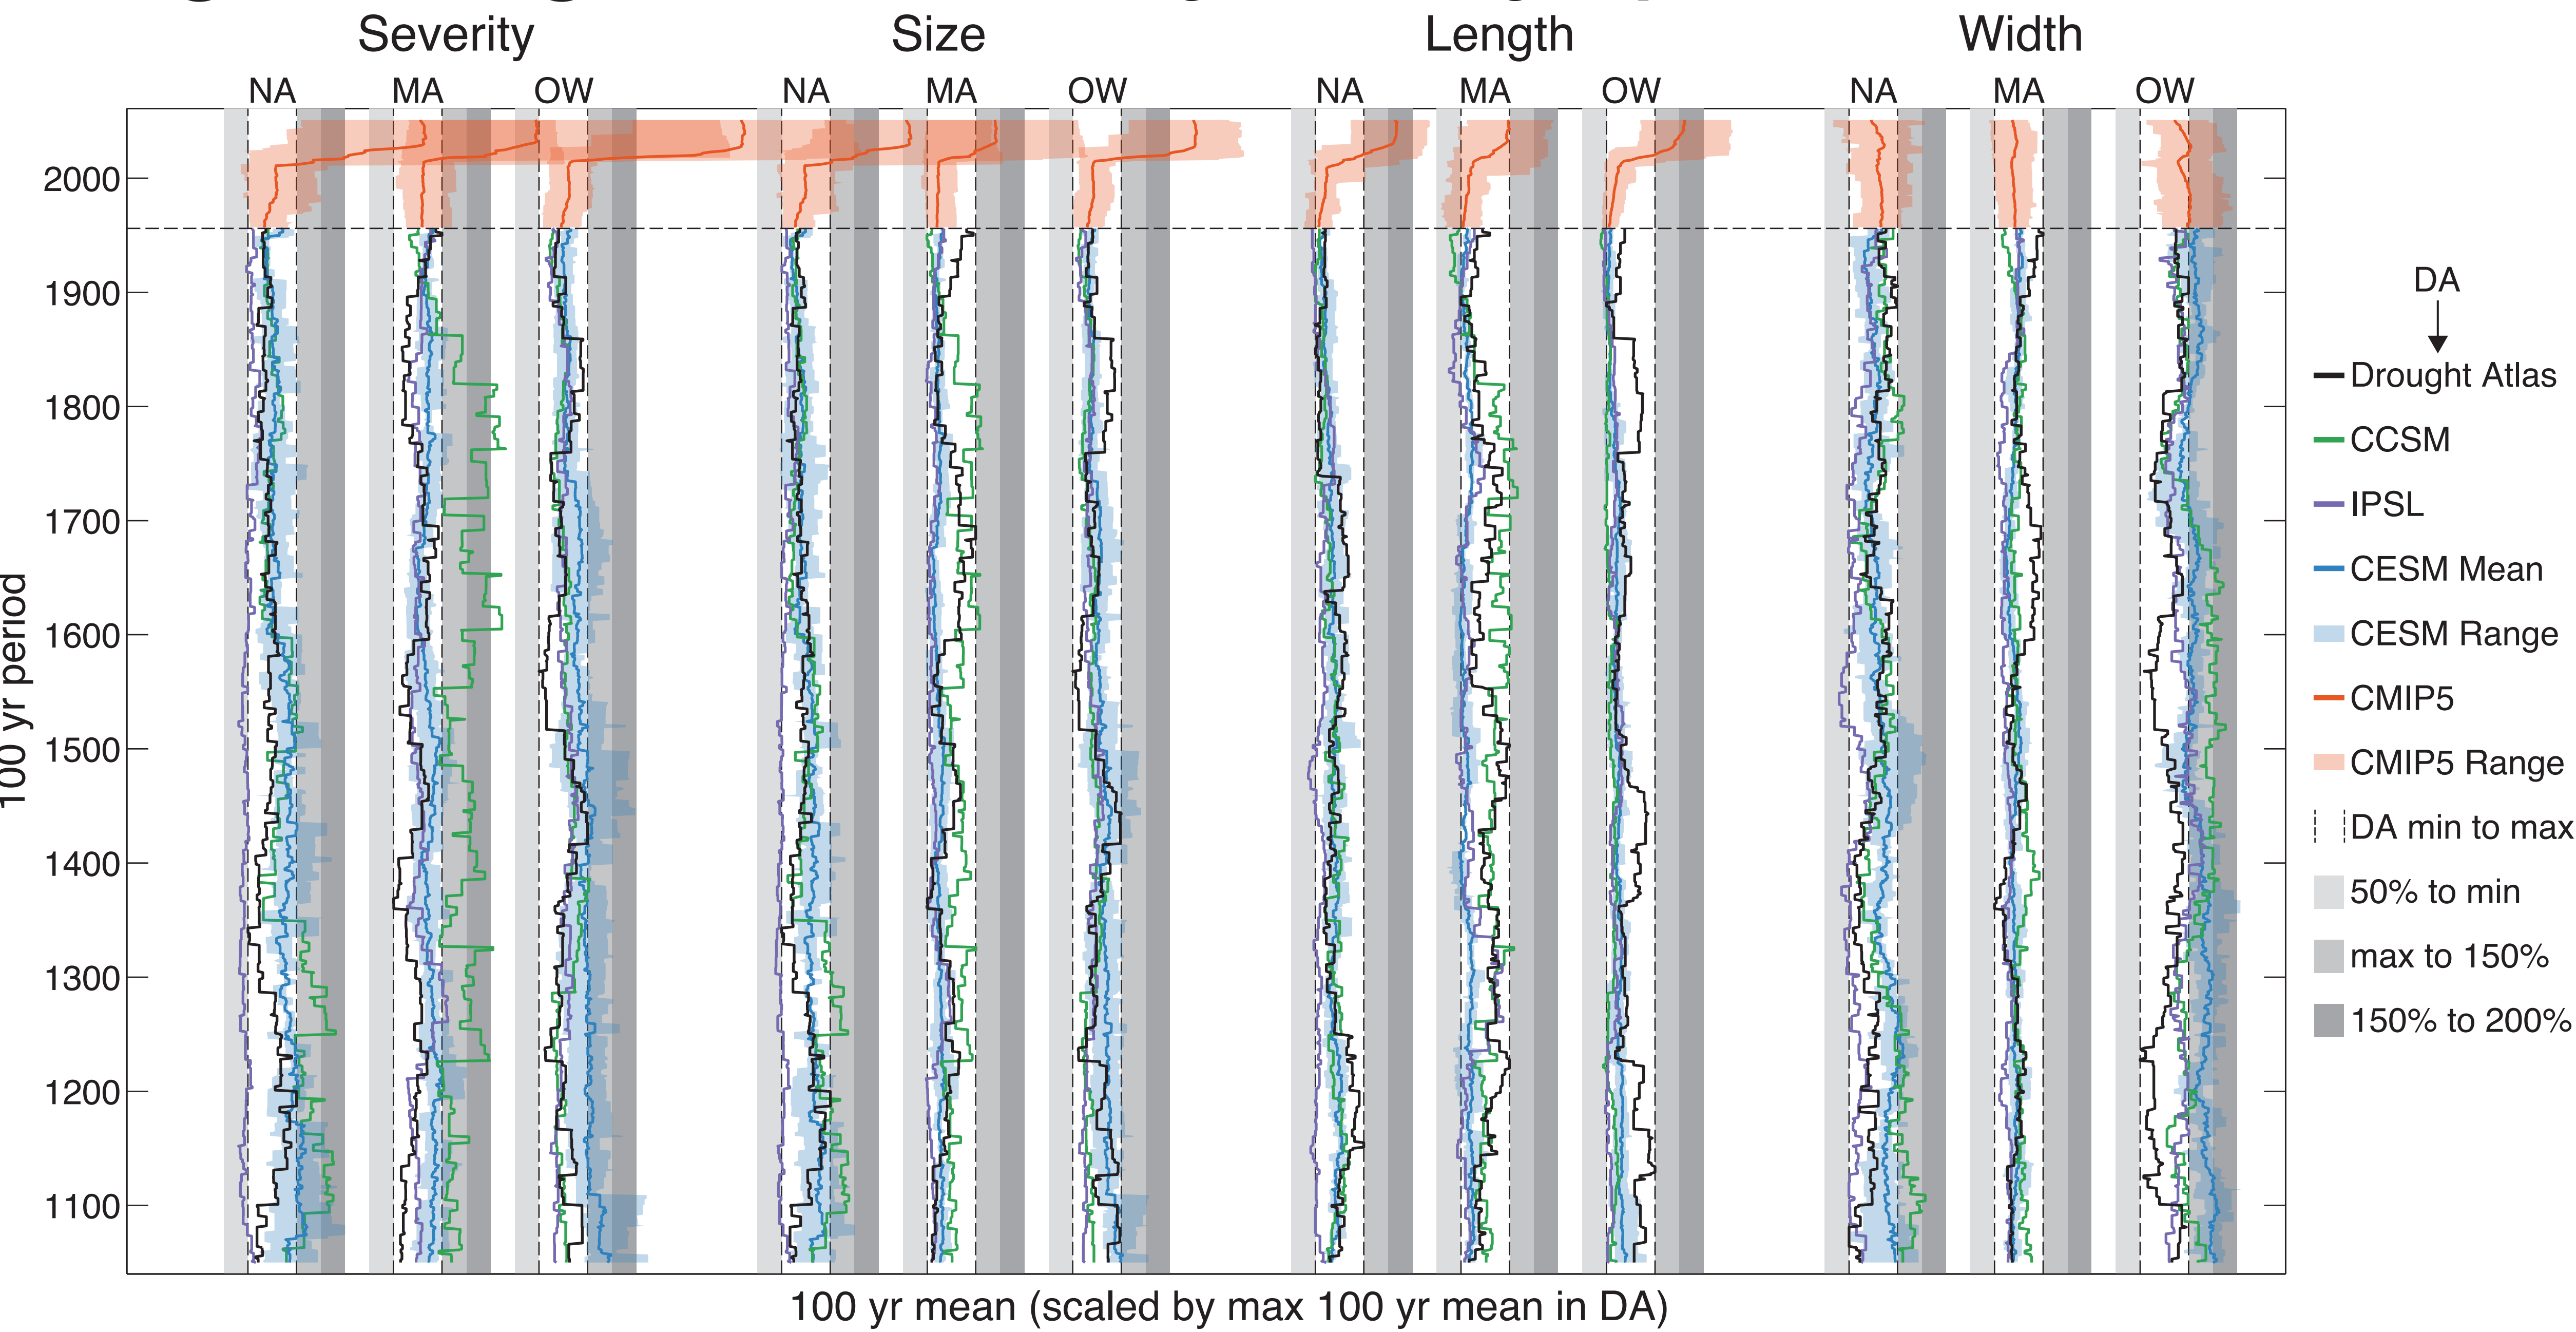 Severity Size Length Width
NA MA OW NA MA OW NA MA OW NA MA OW
2000
1900
1800
1700
1600
1500
1400
1300
1200
1100
100 yr period
100 yr mean (scaled by max 100 yr mean in DA)
DA
Drought Atlas
CCSM
IPSL
CESM Mean
CESM Range
CMIP5
CMIP5 Range
DA min to max
50% to min
max to 150%
150% to 200%